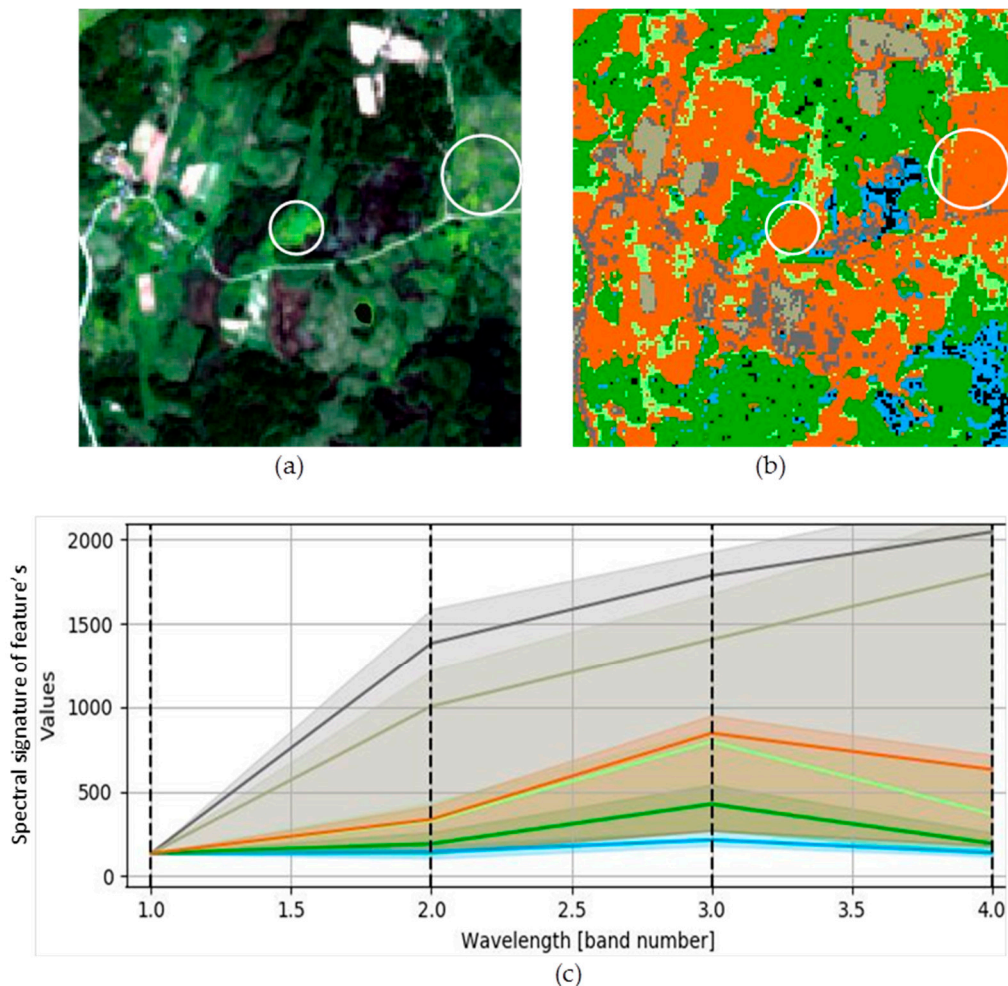 (a)
(b)
Spectral signature of feature's
Values
2000
1500
1000
500
0
1.0
1.5
2.0
2.5
3.0
3.5
4.0
Wavelength [band number]
(c)